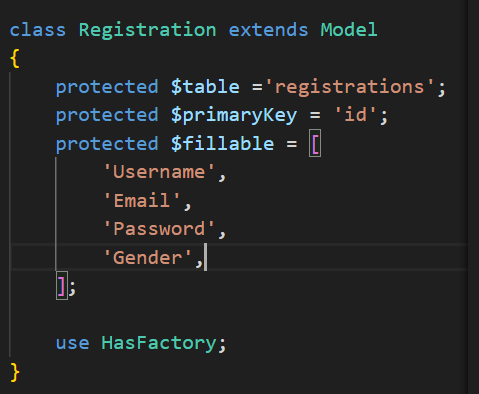 class Registration extends Model
{
    protected $table ='registrations';
    protected $primaryKey = 'id';
    protected $fillable = [
        'Username',
        'Email',
        'Password',
        'Gender',
    ];
    use HasFactory;
}